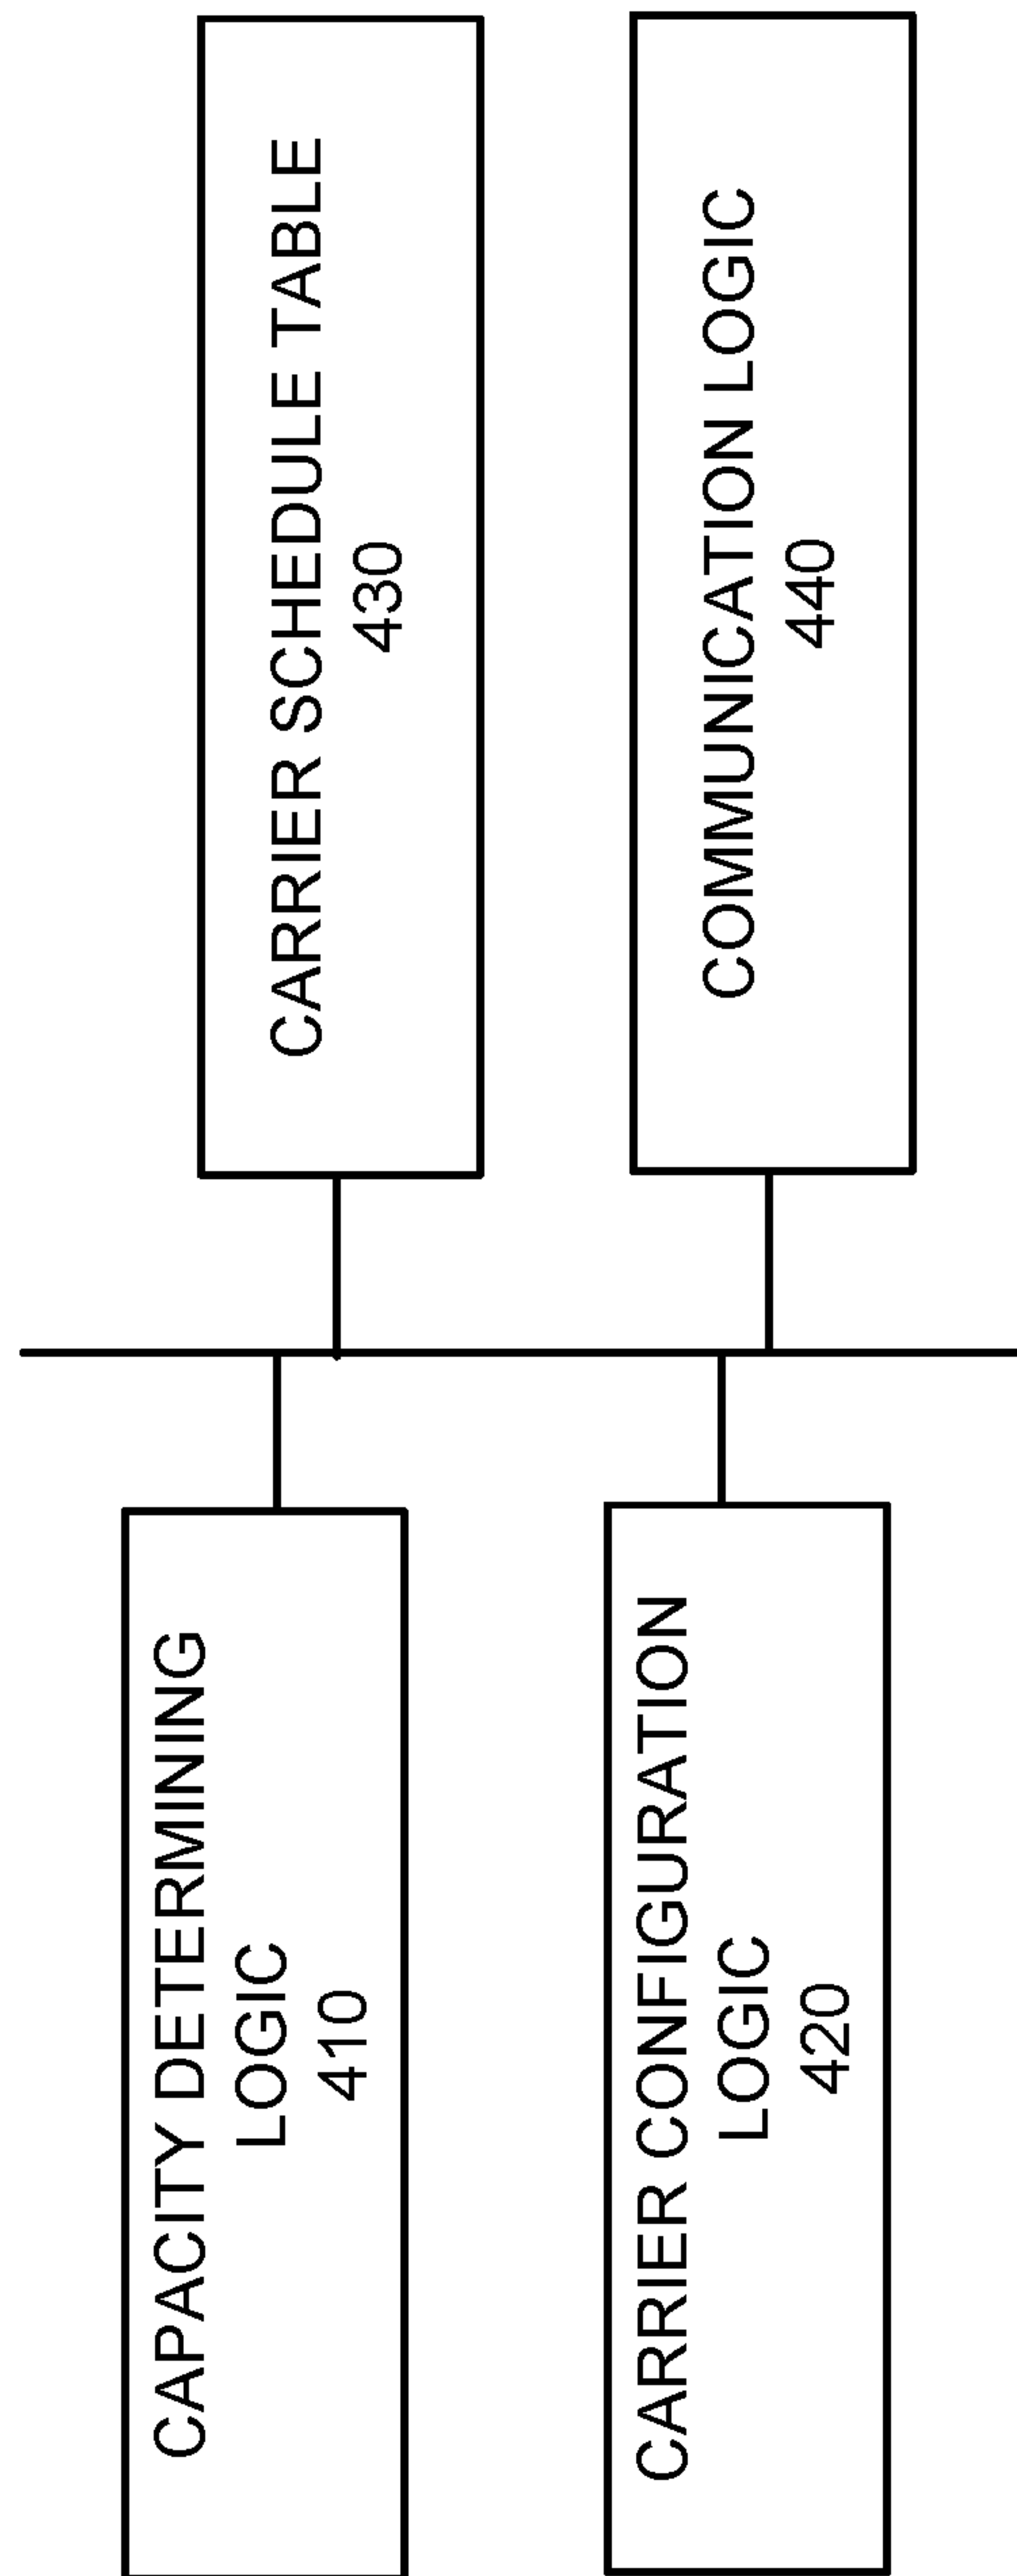 CAPACITY DETERMINING
LOGIC
410
CARRIER SCHEDULE TABLE
430
CARRIER CONFIGURATION
LOGIC
420
COMMUNICATION LOGIC
440